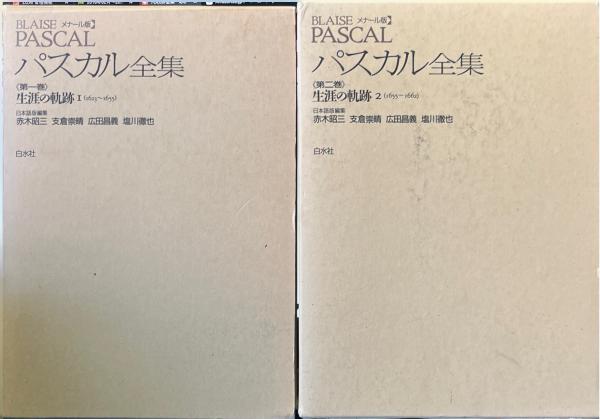 BLAISE メナール版
PASCAL
パスカル全集
〈第一巻〉
生涯の軌跡 1 (1623〜1655)
日本語版編集
赤木昭三 支倉崇晴 広田昌義 塩川徹也
白水社
BLAISE メナール版
PASCAL
パスカル全集
〈第二巻〉
生涯の軌跡 2 (1655〜1662)
日本語版編集
赤木昭三 支倉崇晴 広田昌義 塩川徹也
白水社